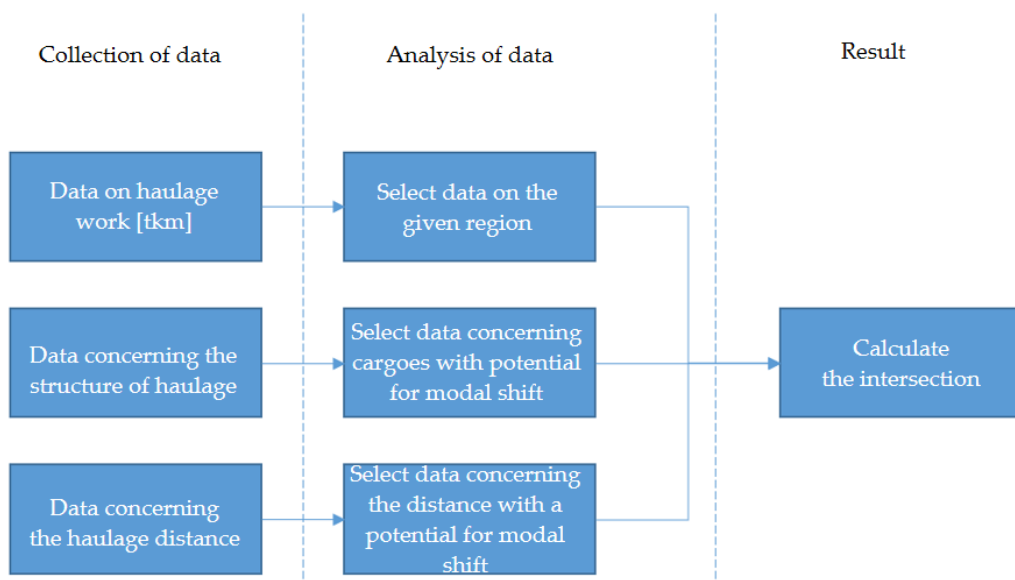 Collection of data
Analysis of data
Result
Data on haulage
work [tkm]
Select data on the
given region
Data concerning the
structure of haulage
Select data concerning
cargoes with potential
for modal shift
Calculate
the intersection
Data concerning
the haulage distance
Select data concerning
the distance with a
potential for modal
shift